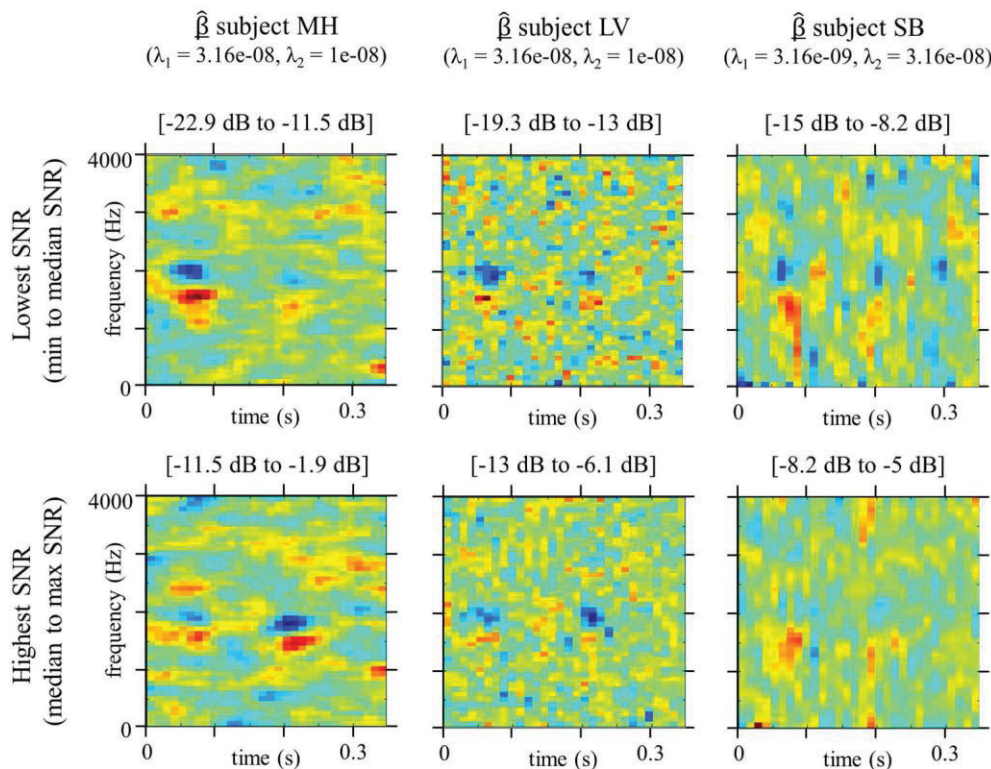 β̂ subject MH
(λ1 = 3.16e-08, λ2 = 1e-08)
β̂ subject LV
(λ1 = 3.16e-08, λ2 = 1e-08)
β̂ subject SB
(λ1 = 3.16e-09, λ2 = 3.16e-08)
Lowest SNR
(min to median SNR)
[-22.9 dB to -11.5 dB]
[-19.3 dB to -13 dB]
[-15 dB to -8.2 dB]
4000
frequency (Hz)
0
0 0.3
time (s)
0 0.3
time (s)
0 0.3
time (s)
Highest SNR
(median to max SNR)
[-11.5 dB to -1.9 dB]
[-13 dB to -6.1 dB]
[-8.2 dB to -5 dB]
4000
frequency (Hz)
0
0 0.3
time (s)
0 0.3
time (s)
0 0.3
time (s)